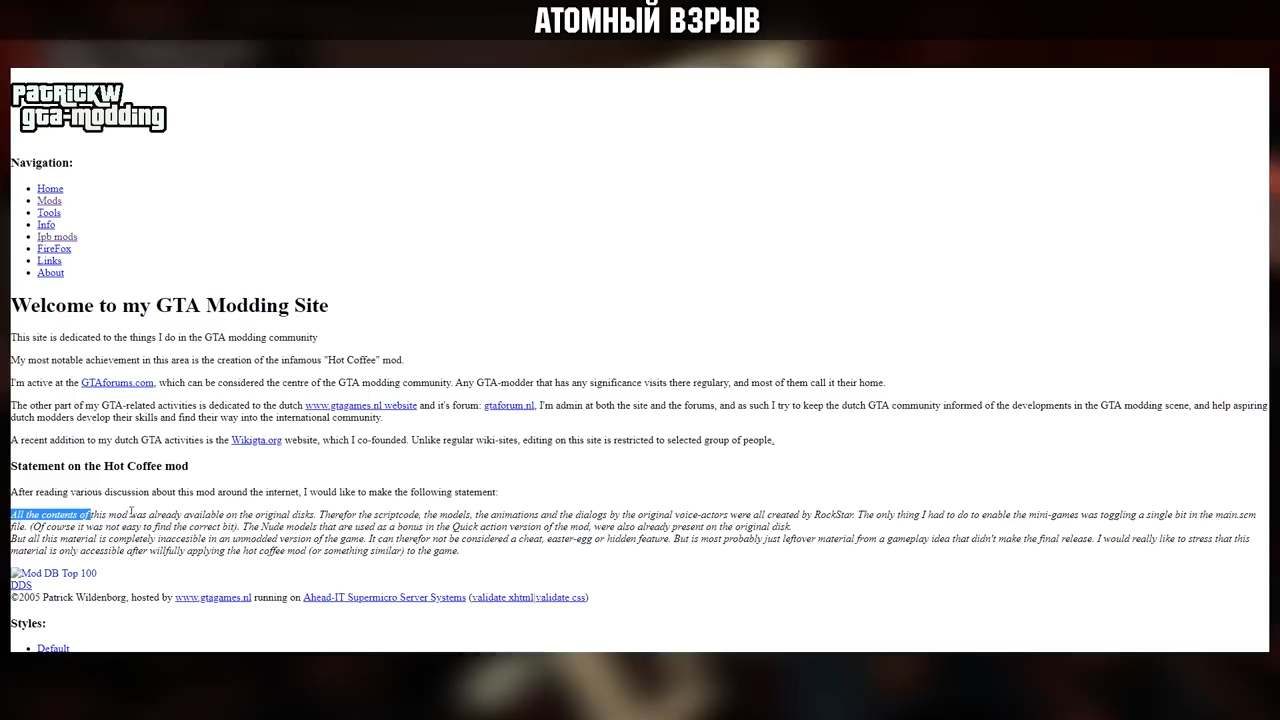 АТОМНЫЙ ВЗРЫВ
PatrickW
gta-modding
Navigation:
Home
Mods
Tools
Info
Ipb mods
FireFox
Links
About
Welcome to my GTA Modding Site
This site is dedicated to the things I do in the GTA modding community
My most notable achievement in this area is the creation of the infamous "Hot Coffee" mod.
I'm active at the GTAforums.com, which can be considered the centre of the GTA modding community. Any GTA-modder that has any significance visits there regulary, and most of them call it their home.
The other part of my GTA-related activities is dedicated to the dutch www.gtagames.nl website and it's forum: gtaforum.nl, I'm admin at both the site and the forums, and as such I try to keep the dutch GTA community informed of the developments in the GTA modding scene, and help aspiring
dutch modders develop their skills and find their way into the international community.
A recent addition to my dutch GTA activities is the Wikigta.org website, which I co-founded. Unlike regular wiki-sites, editing on this site is restricted to selected group of people.
Statement on the Hot Coffee mod
After reading various discussion about this mod around the internet, I would like to make the following statement:
All the contents of this mod was already available on the original disks. Therefor the scriptcode, the models, the animations and the dialogs by the original voice-actors were all created by RockStar. The only thing I had to do to enable the mini-games was toggling a single bit in the main.scm
file. (Of course it was not easy to find the correct bit). The Nude models that are used as a bonus in the Quick action version of the mod, were also already present on the original disk.
But all this material is completely inaccesible in an unmodded version of the game. It can therefor not be considered a cheat, easter-egg or hidden feature. But is most probably just leftover material from a gameplay idea that didn't make the final release. I would really like to stress that this
material is only accessible after willfully applying the hot coffee mod (or something similar) to the game.
Mod DB Top 100
DDS
©2005 Patrick Wildenborg, hosted by www.gtagames.nl running on Ahead-IT Supermicro Server Systems (validate xhtml|validate css)
Styles:
Default